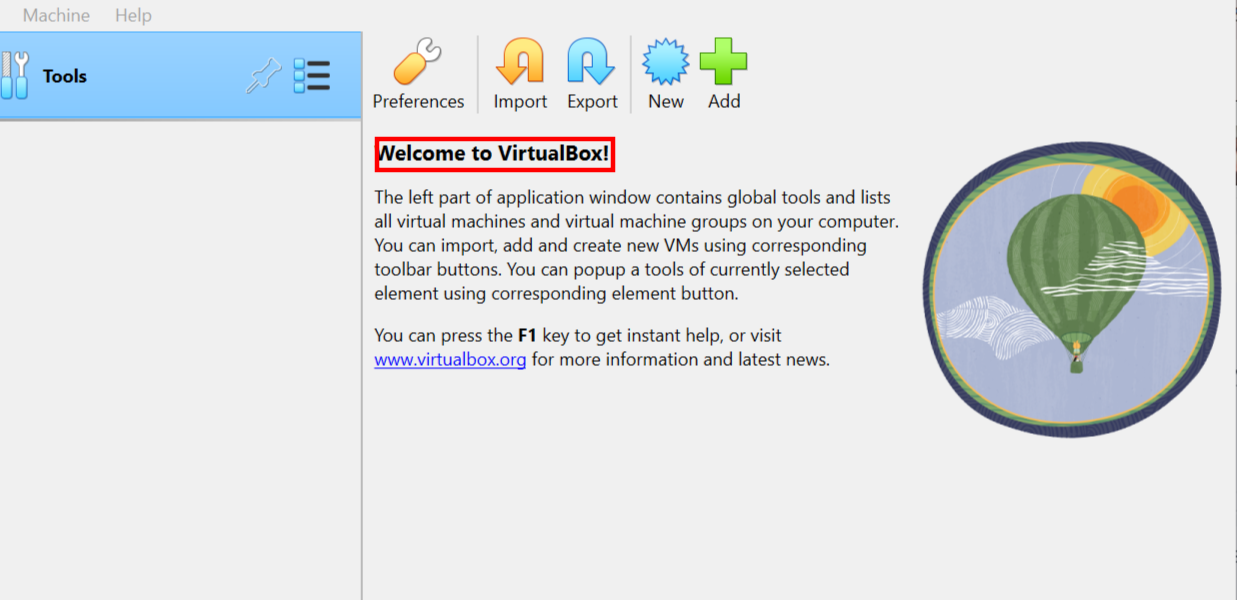 Machine Help
Tools
Preferences Import Export New Add
Welcome to VirtualBox!
The left part of application window contains global tools and lists
all virtual machines and virtual machine groups on your computer.
You can import, add and create new VMs using corresponding
toolbar buttons. You can popup a tools of currently selected
element using corresponding element button.
You can press the F1 key to get instant help, or visit
www.virtualbox.org for more information and latest news.